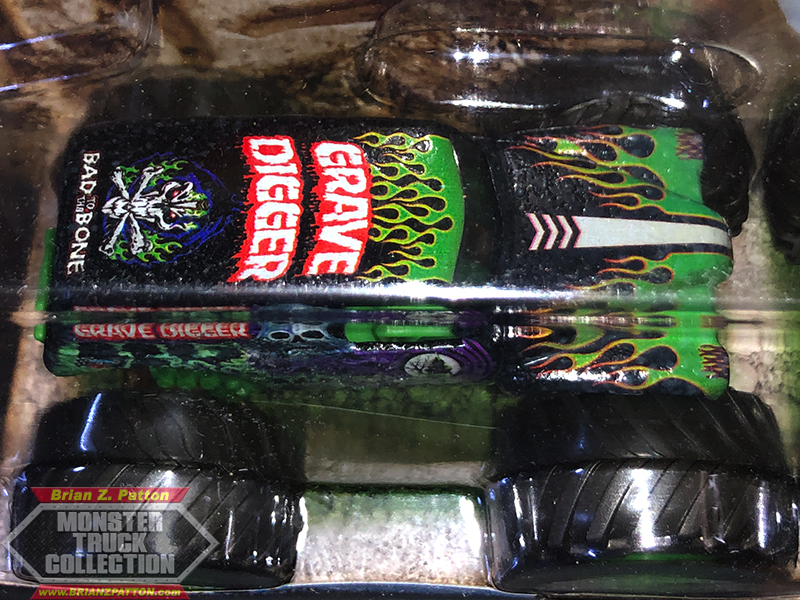 GRAVE
DIGGER
BAD TO THE BONE
GRAVE DIGGER
Brian Z. Patton
MONSTER
TRUCK
COLLECTION
www.BRIANZPATTON.com